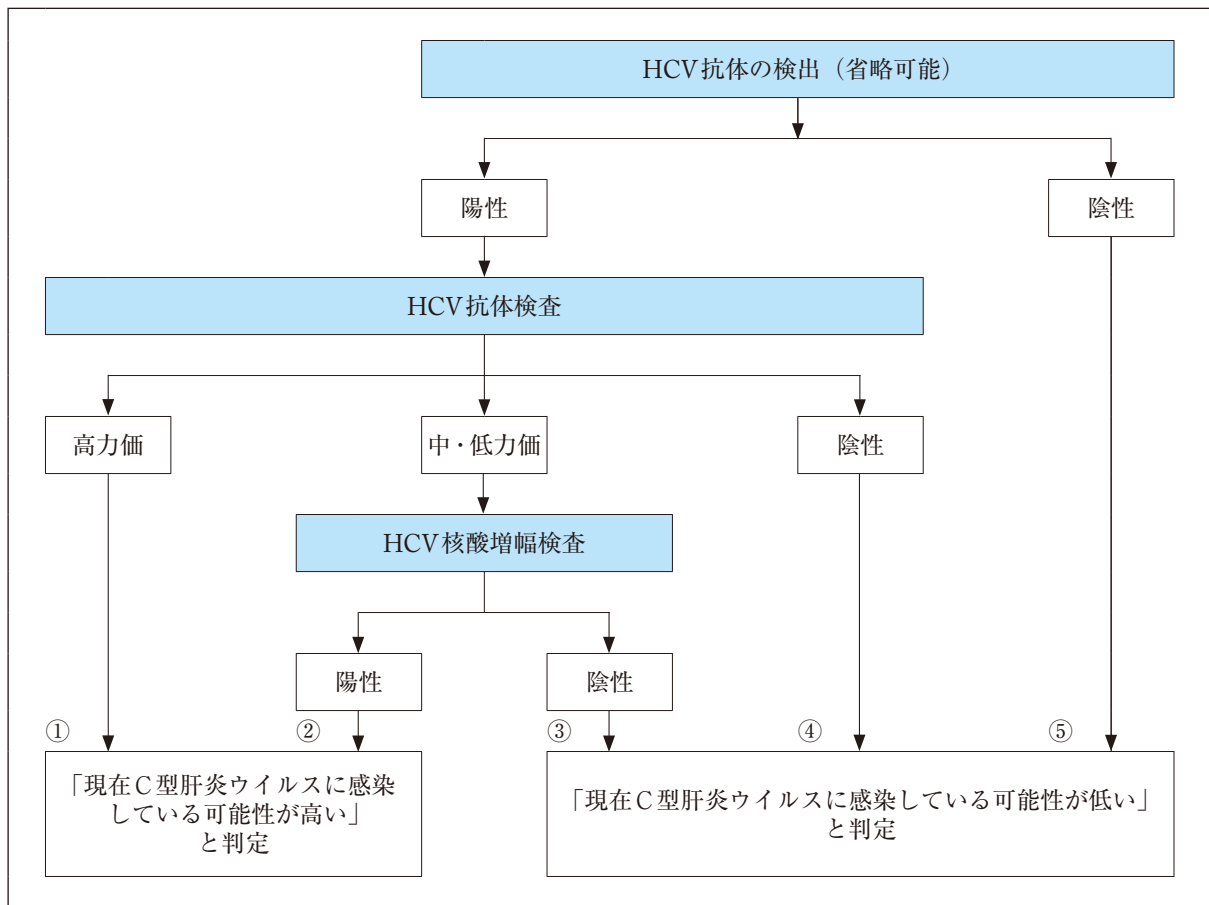 HCV抗体の検出（省略可能）
陽性
陰性
HCV抗体検査
高力価
中・低力価
陰性
HCV核酸増幅検査
陽性
陰性
①
②
③
④
⑤
「現在C型肝炎ウイルスに感染
している可能性が高い」
と判定
「現在C型肝炎ウイルスに感染している可能性が低い」
と判定